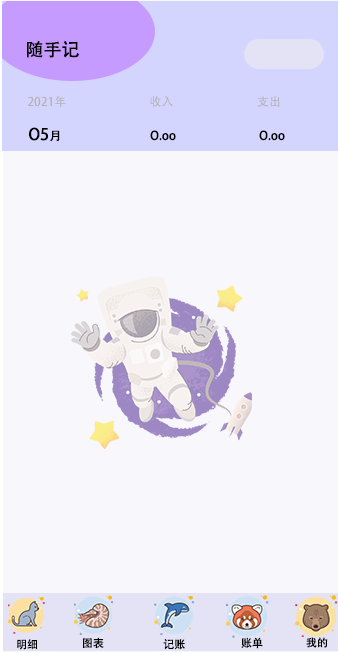 随手记
2021年 收入 支出
05月 0.00 0.00
明细 图表 记账 账单 我的